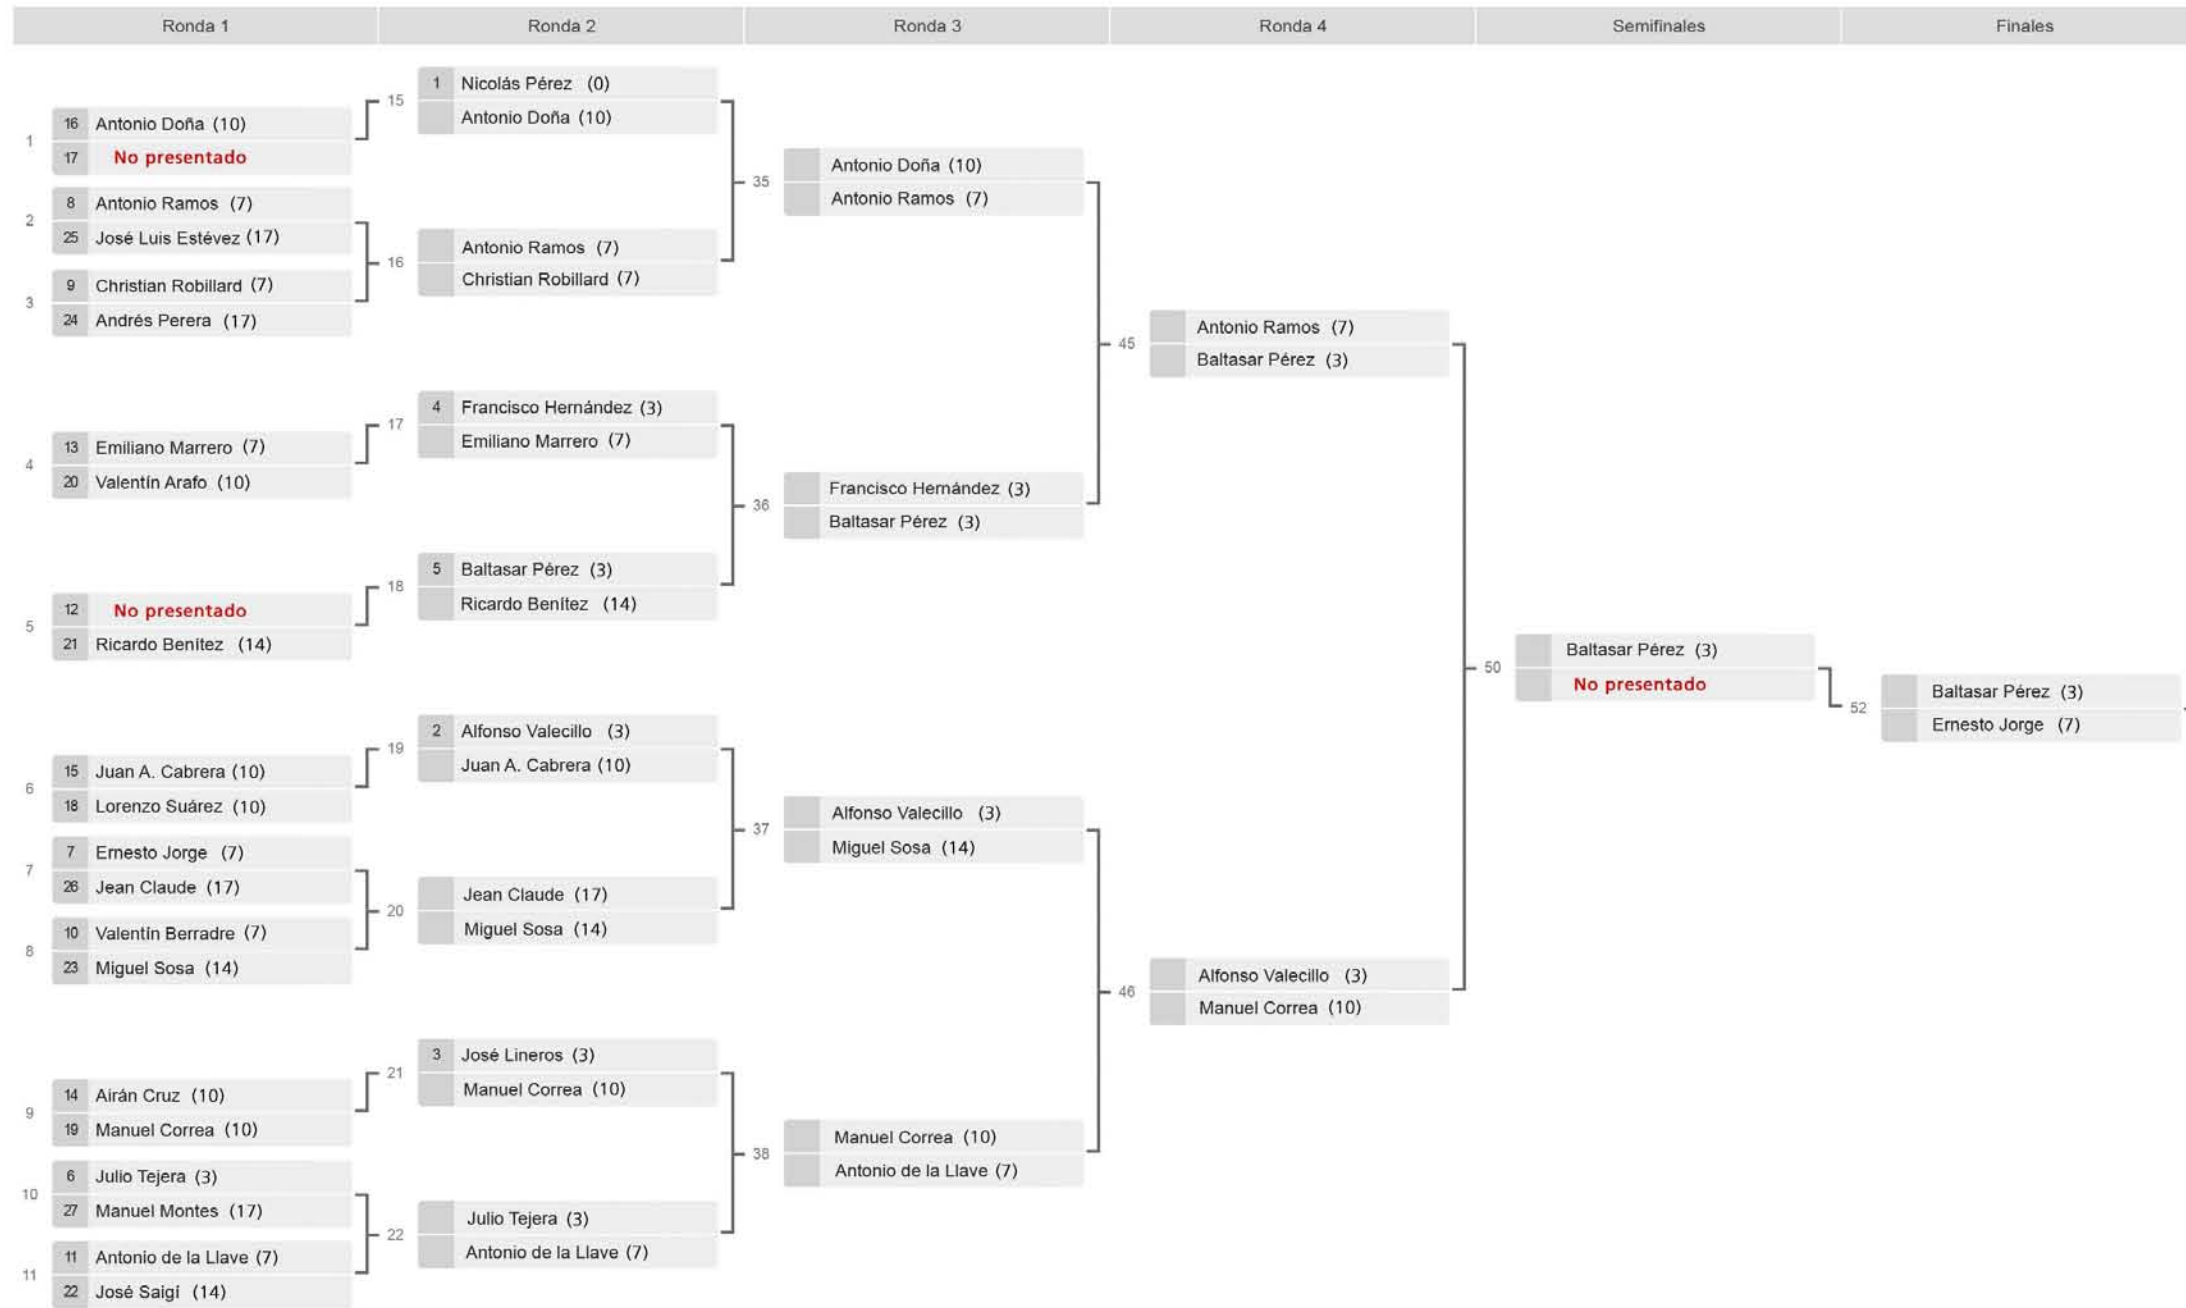 Ronda 1
Ronda 2
Ronda 3
Ronda 4
Semifinales
Finales
1
16 Antonio Doña (10)
17 No presentado
2
8 Antonio Ramos (7)
25 José Luis Estévez (17)
3
9 Christian Robillard (7)
24 Andrés Perera (17)
4
13 Emiliano Marrero (7)
20 Valentín Arafo (10)
5
12 No presentado
21 Ricardo Benítez (14)
6
15 Juan A. Cabrera (10)
18 Lorenzo Suárez (10)
7
7 Ernesto Jorge (7)
26 Jean Claude (17)
8
10 Valentín Berradre (7)
23 Miguel Sosa (14)
9
14 Airán Cruz (10)
19 Manuel Correa (10)
10
6 Julio Tejera (3)
27 Manuel Montes (17)
11
11 Antonio de la Llave (7)
22 José Saigí (14)
15
1 Nicolás Pérez (0)
Antonio Doña (10)
16
Antonio Ramos (7)
Christian Robillard (7)
17
4 Francisco Hernández (3)
Emiliano Marrero (7)
18
5 Baltasar Pérez (3)
Ricardo Benítez (14)
19
2 Alfonso Valecillo (3)
Juan A. Cabrera (10)
20
Jean Claude (17)
Miguel Sosa (14)
21
3 José Lineros (3)
Manuel Correa (10)
22
Julio Tejera (3)
Antonio de la Llave (7)
35
Antonio Doña (10)
Antonio Ramos (7)
36
Francisco Hernández (3)
Baltasar Pérez (3)
37
Alfonso Valecillo (3)
Miguel Sosa (14)
38
Manuel Correa (10)
Antonio de la Llave (7)
45
Antonio Ramos (7)
Baltasar Pérez (3)
46
Alfonso Valecillo (3)
Manuel Correa (10)
50
Baltasar Pérez (3)
No presentado
52
Baltasar Pérez (3)
Ernesto Jorge (7)